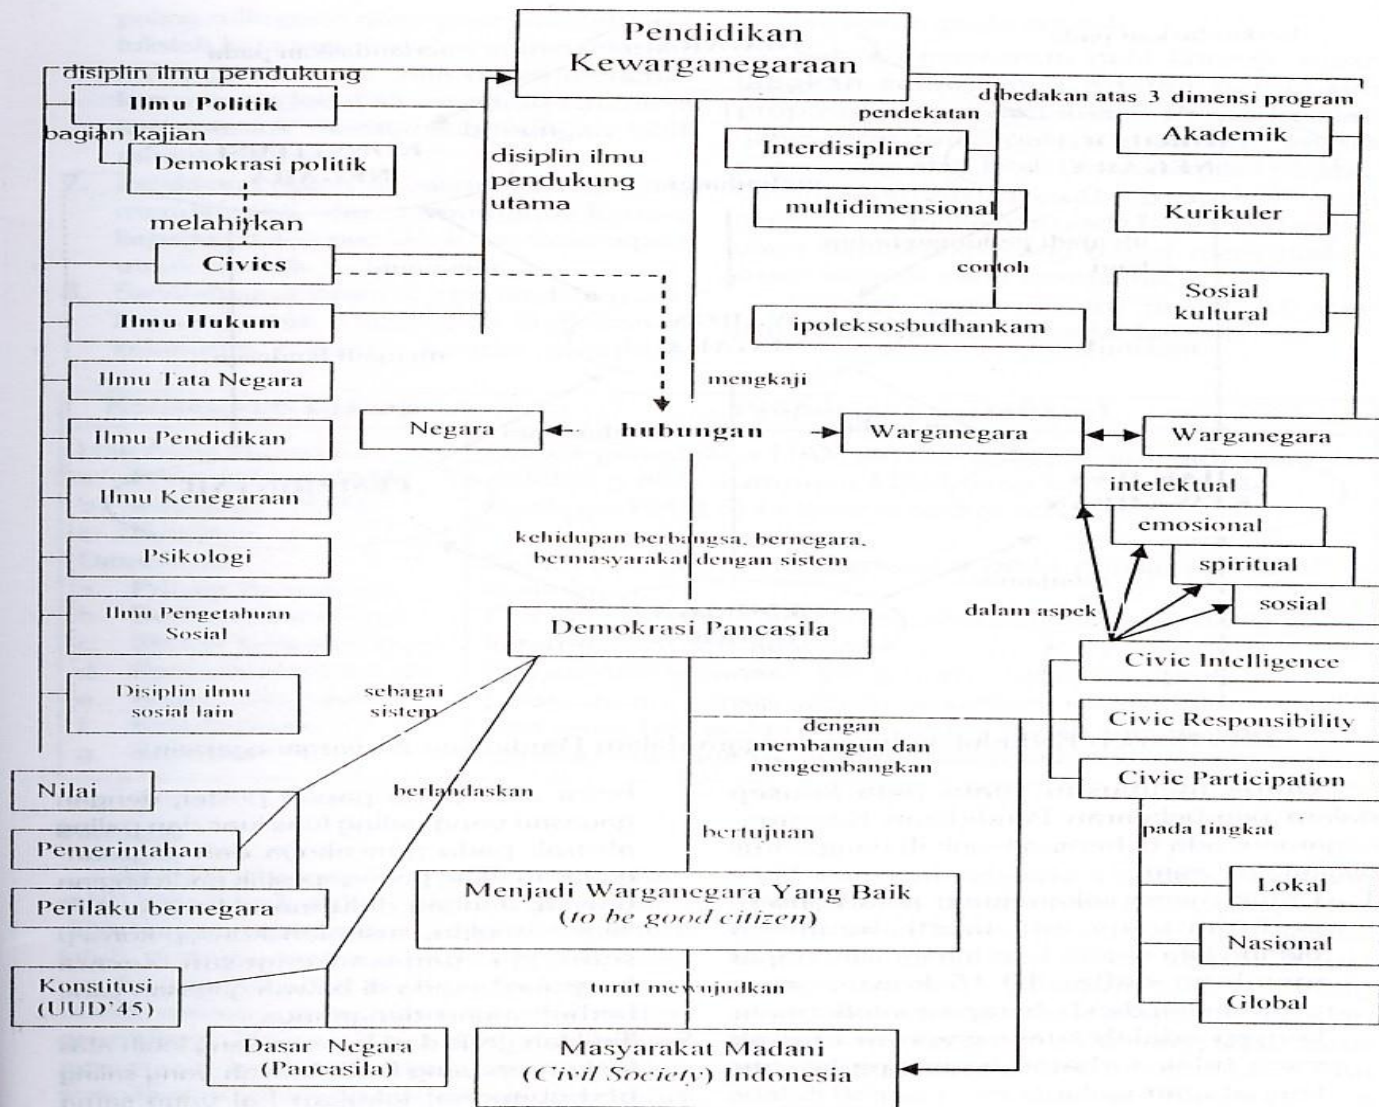 Pendidikan
Kewarganegaraan
disiplin ilmu pendukung
Ilmu Politik
bagian kajian
Demokrasi politik
melahirkan
Civics
Ilmu Hukum
Ilmu Tata Negara
Ilmu Pendidikan
Ilmu Kenegaraan
Psikologi
Ilmu Pengetahuan
Sosial
Disiplin ilmu
sosial lain
disiplin ilmu
pendukung
utama
pendekatan
Interdisipliner
multidimensional
contoh
ipoleksosbudhankam
dibedakan atas 3 dimensi program
Akademik
Kurikuler
Sosial
kultural
mengkaji
Negara
hubungan
Warganegara
Warganegara
intelektual
emosional
spiritual
sosial
dalam aspek
kehidupan berbangsa, bernegara,
bermasyarakat dengan sistem
Demokrasi Pancasila
Civic Intelligence
Civic Responsibility
Civic Participation
sebagai
sistem
dengan
membangun dan
mengembangkan
berlandaskan
bertujuan
pada tingkat
Lokal
Nasional
Global
Nilai
Pemerintahan
Perilaku bernegara
Konstitusi
(UUD'45)
Dasar Negara
(Pancasila)
Menjadi Warganegara Yang Baik
(to be good citizen)
turut mewujudkan
Masyarakat Madani
(Civil Society) Indonesia